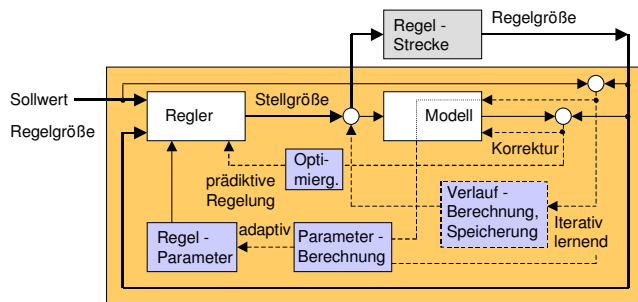 Regel -
Strecke
Regelgröße
Sollwert
Regelgröße
Regler
Stellgröße
Modell
Korrektur
Opti-
mierg.
prädiktive
Regelung
Verlauf -
Berechnung,
Speicherung
Iterativ
lernend
Regel -
Parameter
adaptiv
Parameter -
Berechnung